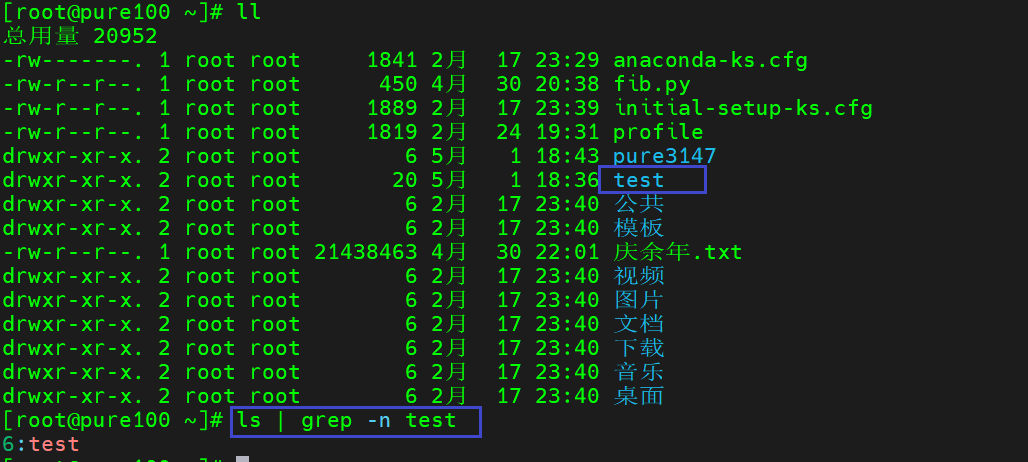 [root@pure100 ~]# ll
总用量 20952
-rw-------. 1 root root     1841 2月  17 23:29 anaconda-ks.cfg
-rw-r--r--. 1 root root      450 4月  30 20:38 fib.py
-rw-r--r--. 1 root root     1889 2月  17 23:39 initial-setup-ks.cfg
-rw-r--r--. 1 root root     1819 2月  24 19:31 profile
drwxr-xr-x. 2 root root        6 5月   1 18:43 pure3147
drwxr-xr-x. 2 root root       20 5月   1 18:36 test
drwxr-xr-x. 2 root root        6 2月  17 23:40 公共
drwxr-xr-x. 2 root root        6 2月  17 23:40 模板
-rw-r--r--. 1 root root 21438463 4月  30 22:01 庆余年.txt
drwxr-xr-x. 2 root root        6 2月  17 23:40 视频
drwxr-xr-x. 2 root root        6 2月  17 23:40 图片
drwxr-xr-x. 2 root root        6 2月  17 23:40 文档
drwxr-xr-x. 2 root root        6 2月  17 23:40 下载
drwxr-xr-x. 2 root root        6 2月  17 23:40 音乐
drwxr-xr-x. 2 root root        6 2月  17 23:40 桌面
[root@pure100 ~]# ls | grep -n test
6:test
[root@pure100 ~]#